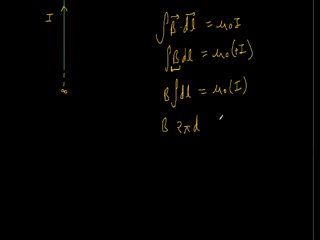 I
∫B⃗·dl⃗ = μ₀I
∫B dl = μ₀(+I)
B∫dl = μ₀(I)
B 2πd
∞